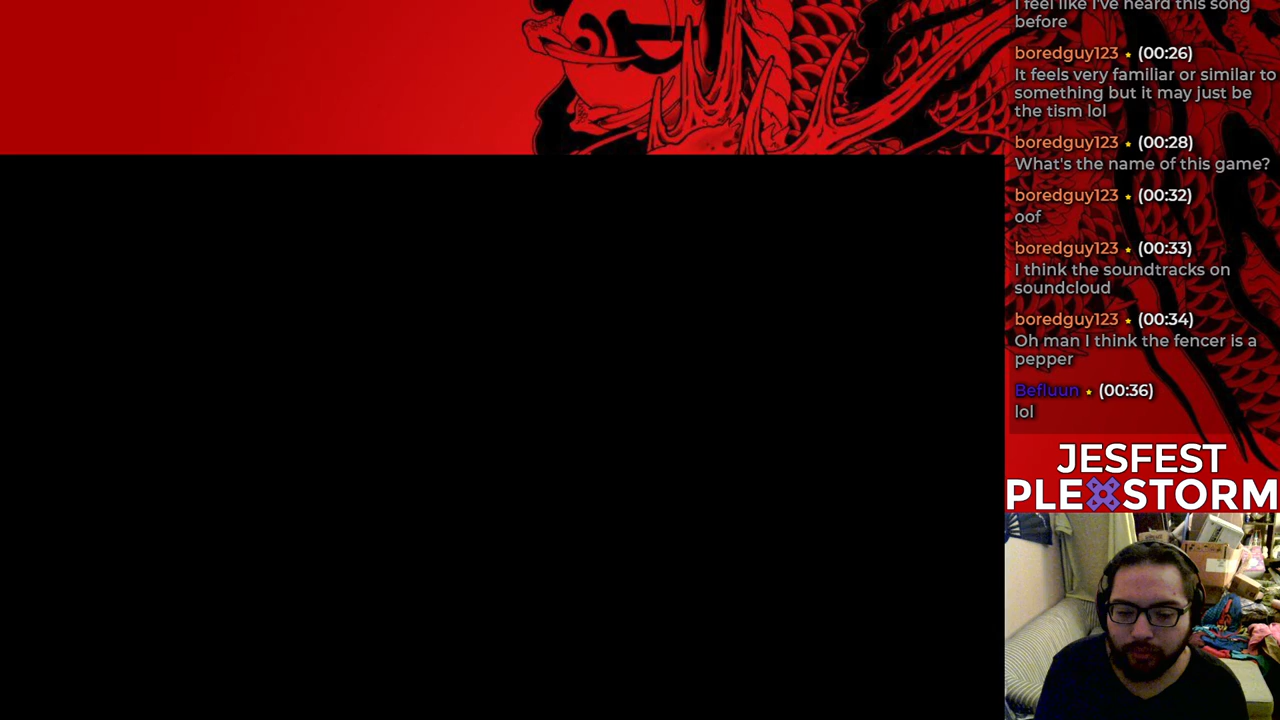 I feel like I've heard this song
before
boredguy123 ★ (00:26)
It feels very familiar or similar to
something but it may just be
the tism lol
boredguy123 ★ (00:28)
What's the name of this game?
boredguy123 ★ (00:32)
oof
boredguy123 ★ (00:33)
I think the soundtracks on
soundcloud
boredguy123 ★ (00:34)
Oh man I think the fencer is a
pepper
Befluun ★ (00:36)
lol
JESFEST
PLEXSTORM